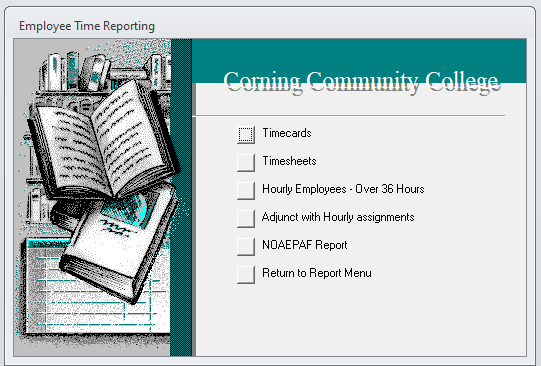 Employee Time Reporting
Corning Community College
Timecards
Timesheets
Hourly Employees - Over 36 Hours
Adjunct with Hourly assignments
NOAEPAF Report
Return to Report Menu